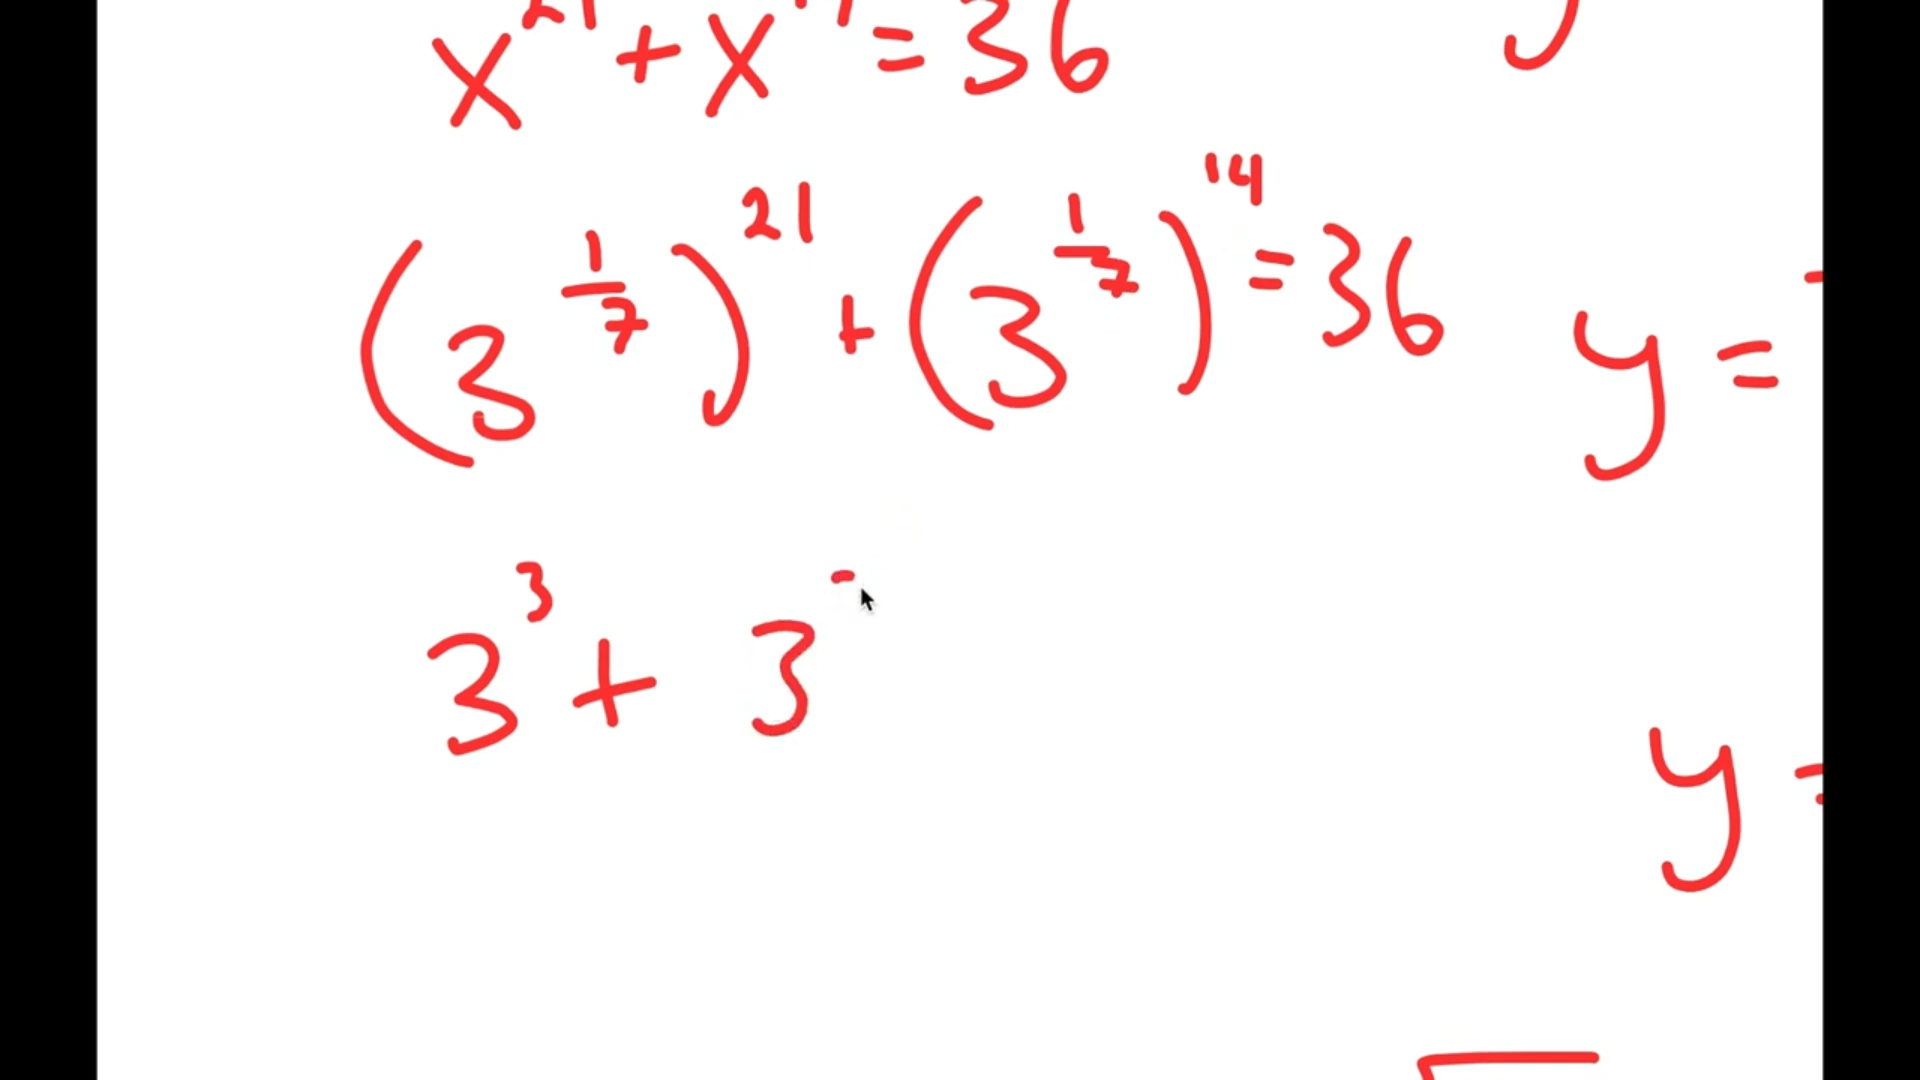 x^21 + x^14 = 36
(3^(1/7))^21 + (3^(1/7))^14 = 36
y =
3^3 + 3
y =